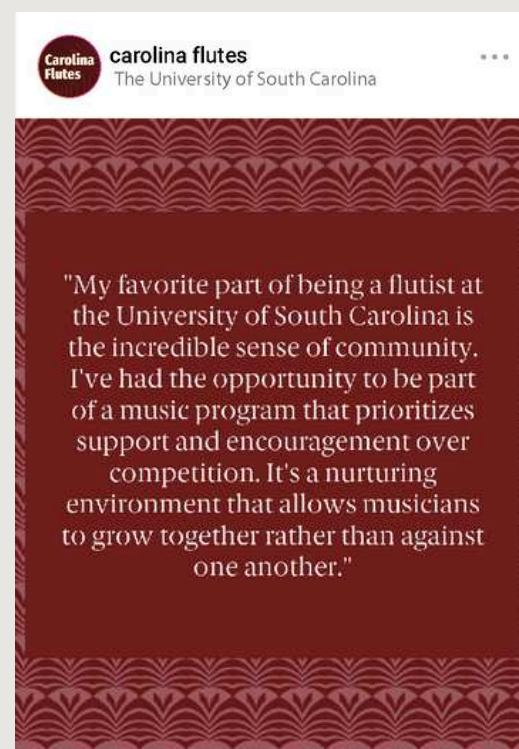 Carolina
Flutes
carolina flutes
The University of South Carolina
"My favorite part of being a flutist at
the University of South Carolina is
the incredible sense of community.
I've had the opportunity to be part
of a music program that prioritizes
support and encouragement over
competition. It's a nurturing
environment that allows musicians
to grow together rather than against
one another."